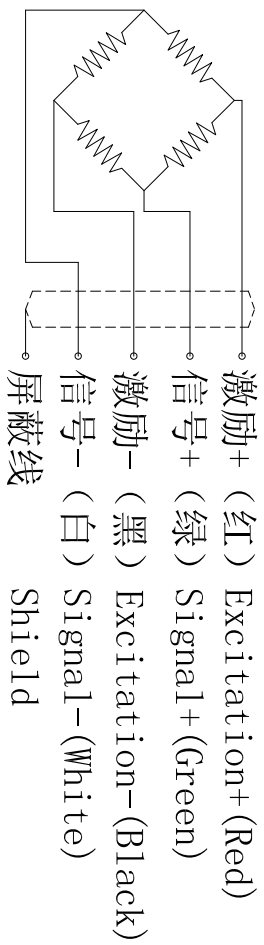 激励+（红）Excitation+(Red)
信号+（绿）Signal+(Green)
激励-（黑）Excitation-(Black)
信号-（白）Signal-(White)
屏蔽线 Shield